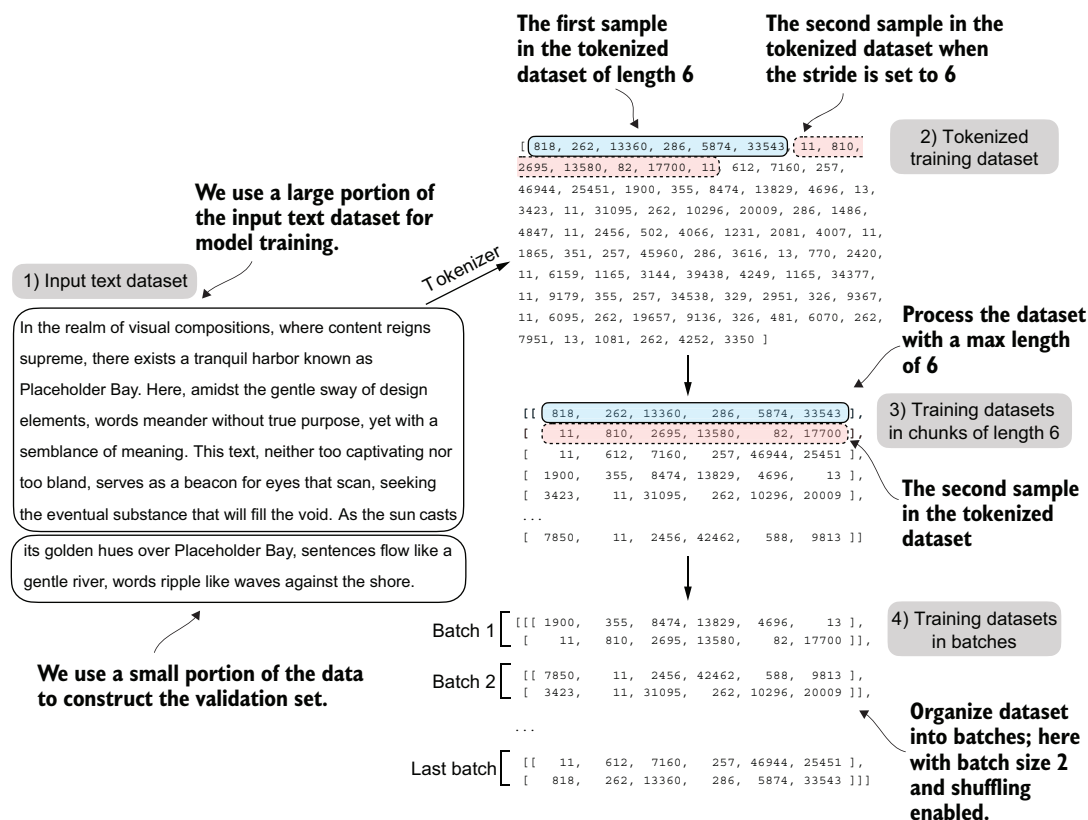 The first sample
in the tokenized
dataset of length 6
The second sample in the
tokenized dataset when
the stride is set to 6
2) Tokenized
training dataset
[ 818, 262, 13360, 286, 5874, 33543, 11, 810,
2695, 13580, 82, 17700, 11, 612, 7160, 257,
46944, 25451, 1900, 355, 8474, 13829, 4696, 13,
3423, 11, 31095, 262, 10296, 20009, 286, 1486,
4847, 11, 2456, 502, 4066, 1231, 2081, 4007, 11,
1865, 351, 257, 45960, 286, 3616, 13, 770, 2420,
11, 6159, 1165, 3144, 39438, 4249, 1165, 34377,
11, 9179, 355, 257, 34538, 329, 2951, 326, 9367,
11, 6095, 262, 19657, 9136, 326, 481, 6070, 262,
7951, 13, 1081, 262, 4252, 3350 ]
We use a large portion of
the input text dataset for
model training.
Tokenizer
1) Input text dataset
In the realm of visual compositions, where content reigns
supreme, there exists a tranquil harbor known as
Placeholder Bay. Here, amidst the gentle sway of design
elements, words meander without true purpose, yet with a
semblance of meaning. This text, neither too captivating nor
too bland, serves as a beacon for eyes that scan, seeking
the eventual substance that will fill the void. As the sun casts
its golden hues over Placeholder Bay, sentences flow like a
gentle river, words ripple like waves against the shore.
We use a small portion of the data
to construct the validation set.
Process the dataset
with a max length
of 6
3) Training datasets
in chunks of length 6
[[ 818, 262, 13360, 286, 5874, 33543 ],
[ 11, 810, 2695, 13580, 82, 17700 ],
[ 11, 612, 7160, 257, 46944, 25451 ],
[ 1900, 355, 8474, 13829, 4696, 13 ],
[ 3423, 11, 31095, 262, 10296, 20009 ],
...
[ 7850, 11, 2456, 42462, 588, 9813 ]]
The second sample
in the tokenized
dataset
4) Training datasets
in batches
Batch 1
[[[ 1900, 355, 8474, 13829, 4696, 13 ],
[ 11, 810, 2695, 13580, 82, 17700 ]],
Batch 2
[[ 7850, 11, 2456, 42462, 588, 9813 ],
[ 3423, 11, 31095, 262, 10296, 20009 ]],
...
Last batch
[[ 11, 612, 7160, 257, 46944, 25451 ],
[ 818, 262, 13360, 286, 5874, 33543 ]]]
Organize dataset
into batches; here
with batch size 2
and shuffling
enabled.